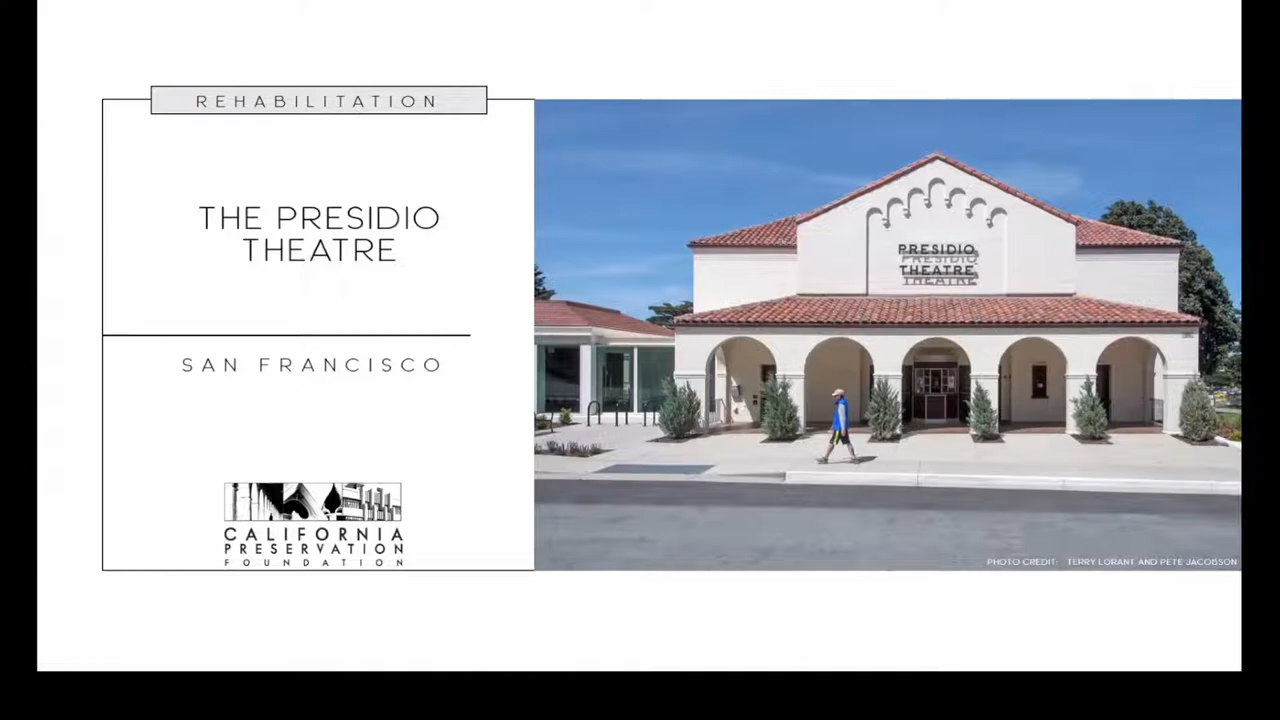 REHABILITATION
THE PRESIDIO
THEATRE
SAN FRANCISCO
CALIFORNIA
PRESERVATION
FOUNDATION
PRESIDIO
THEATRE
PHOTO CREDIT: TERRY LORANT AND PETE JACOBSON